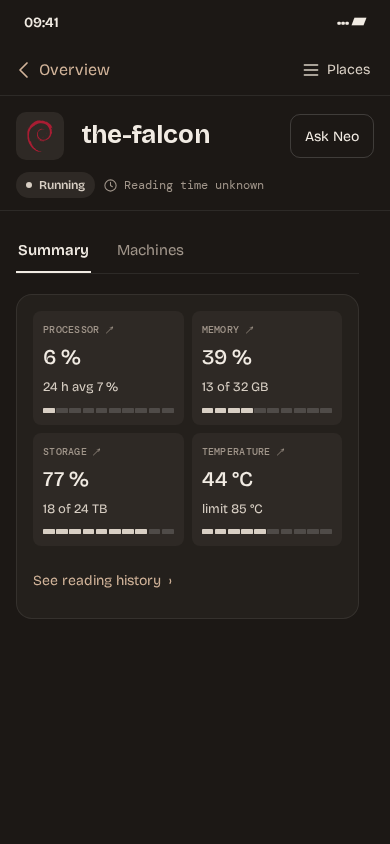 09:41
Overview
Places
the-falcon
Ask Neo
Running
Reading time unknown
Summary
Machines
PROCESSOR ↗
MEMORY ↗
6 %
39 %
24 h avg 7 %
13 of 32 GB
STORAGE ↗
TEMPERATURE ↗
77 %
44 °C
18 of 24 TB
limit 85 °C
See reading history ›